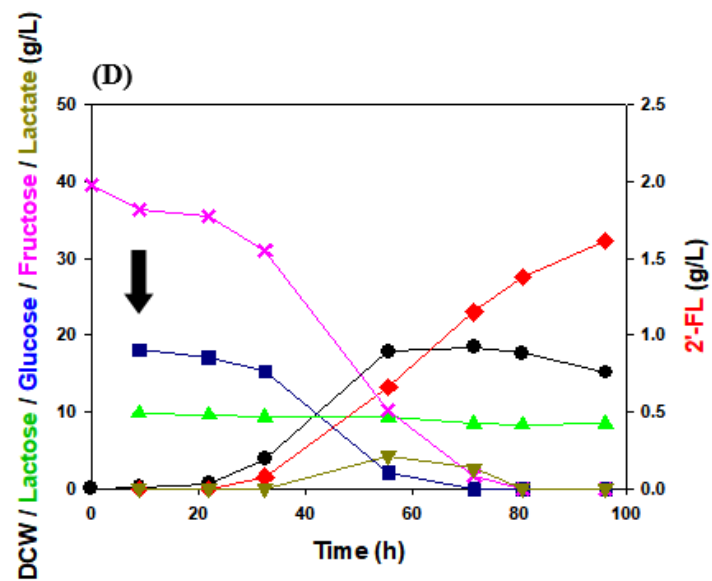 (D)
DCW / Lactose / Glucose / Fructose / Lactate (g/L)
50
40
30
20
10
0
2.5
2.0
1.5
1.0
0.5
0.0
2'-FL (g/L)
0 20 40 60 80 100
Time (h)